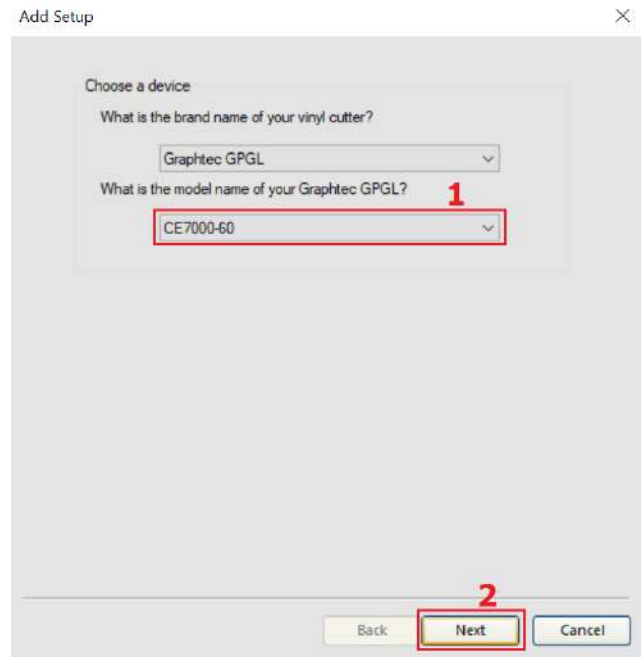 Add Setup
Choose a device
What is the brand name of your vinyl cutter?
Graphtec GPGL
What is the model name of your Graphtec GPGL?
1
CE7000-60
2
Back Next Cancel